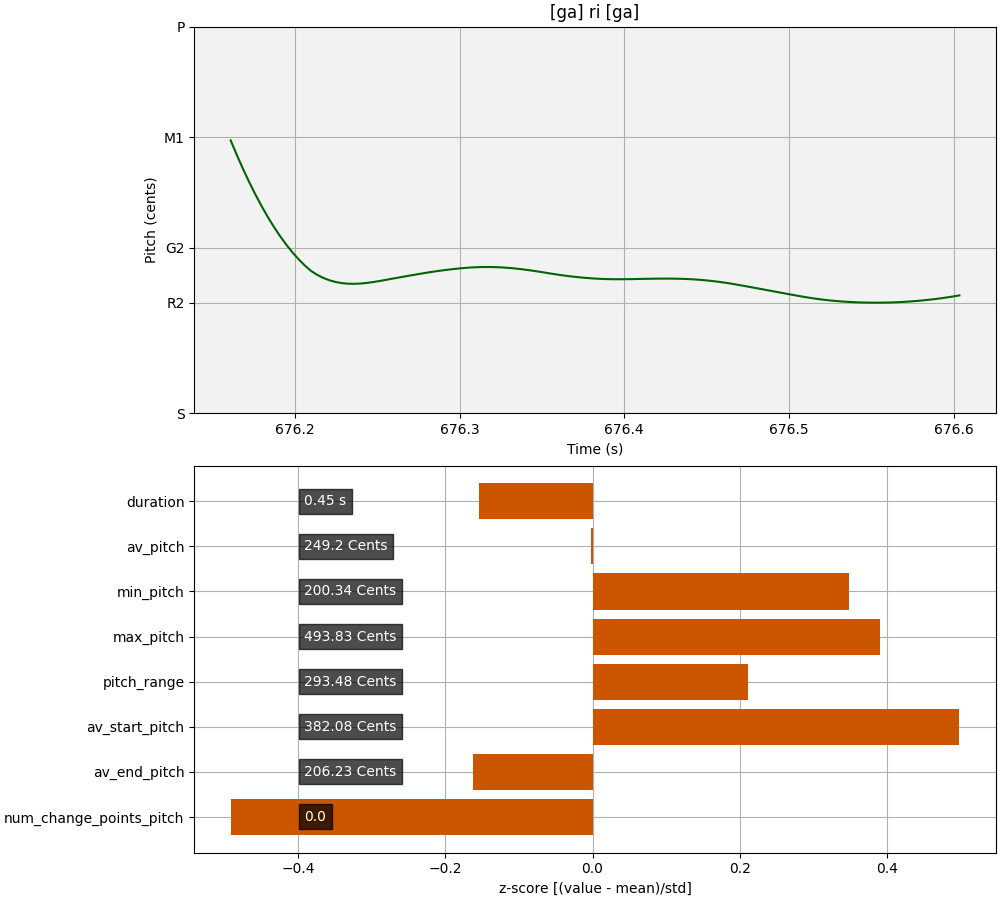 [ga] ri [ga]
P
M1
G2
R2
S
Pitch (cents)
676.2 676.3 676.4 676.5 676.6
Time (s)
duration 0.45 s
av_pitch 249.2 Cents
min_pitch 200.34 Cents
max_pitch 493.83 Cents
pitch_range 293.48 Cents
av_start_pitch 382.08 Cents
av_end_pitch 206.23 Cents
num_change_points_pitch 0.0
−0.4 −0.2 0.0 0.2 0.4
z-score [(value - mean)/std]